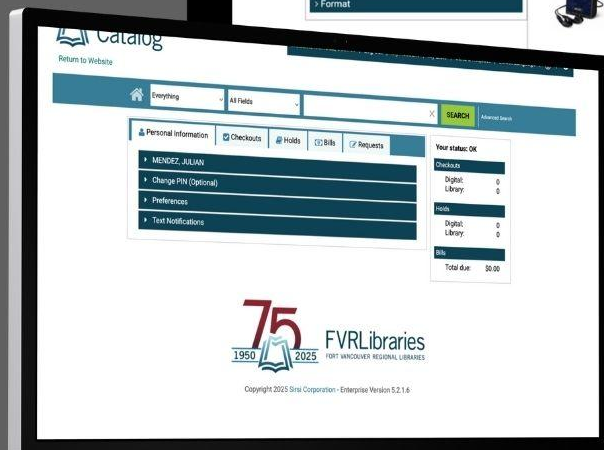 > Format
Catalog
Return to Website
Everything
All Fields
SEARCH
Advanced Search
Personal Information
Checkouts
Holds
Bills
Requests
MENDEZ, JULIAN
Change PIN (Optional)
Preferences
Text Notifications
Your status: OK
Checkouts
Digital: 0
Library: 0
Holds
Digital: 0
Library: 0
Bills
Total due: $0.00
75
1950 2025
FVRLibraries
FORT VANCOUVER REGIONAL LIBRARIES
Copyright 2025 Sirsi Corporation - Enterprise Version 5.2.1.6